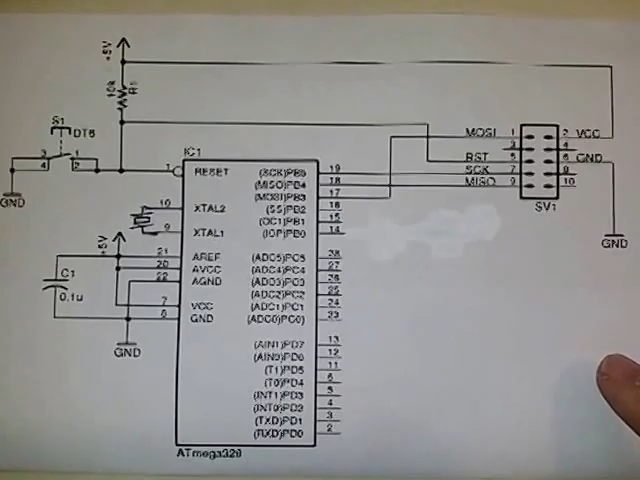 +5V
10k
R1
S1
DT6
3 1
4 2
GND
IC1
1 RESET
(SCK)PB5 19
(MISO)PB4 18
(MOSI)PB3 17
(SS)PB2 16
(OC1)PB1 15
(ICP)PB0 14
10 XTAL2
9 XTAL1
+5V
21 AREF
20 AVCC
22 AGND
7 VCC
8 GND
C1
0.1u
GND
(ADC5)PC5 28
(ADC4)PC4 27
(ADC3)PC3 26
(ADC2)PC2 25
(ADC1)PC1 24
(ADC0)PC0 23
(AIN1)PD7 13
(AIN0)PD6 12
(T1)PD5 11
(T0)PD4 6
(INT1)PD3 5
(INT0)PD2 4
(TXD)PD1 3
(RXD)PD0 2
ATmega328
MOSI 1 2 VCC
3 4
RST 5 6 GND
SCK 7 8
MISO 9 10
SV1
GND